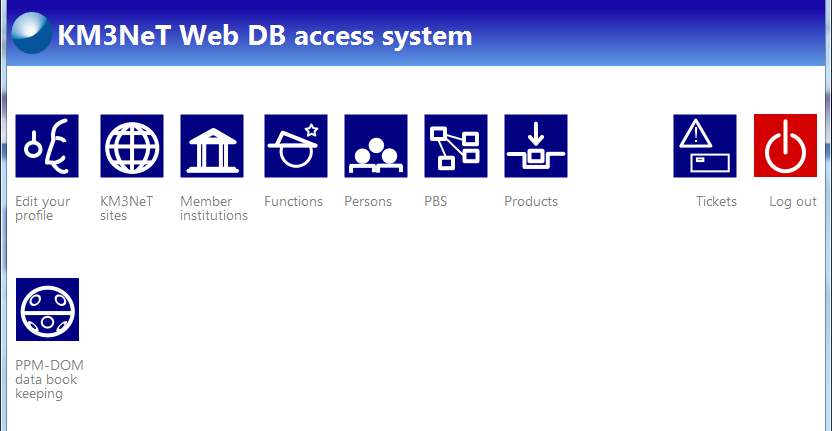 KM3NeT Web DB access system
Edit your
profile
KM3NeT
sites
Member
institutions
Functions
Persons
PBS
Products
Tickets
Log out
PPM-DOM
data book
keeping